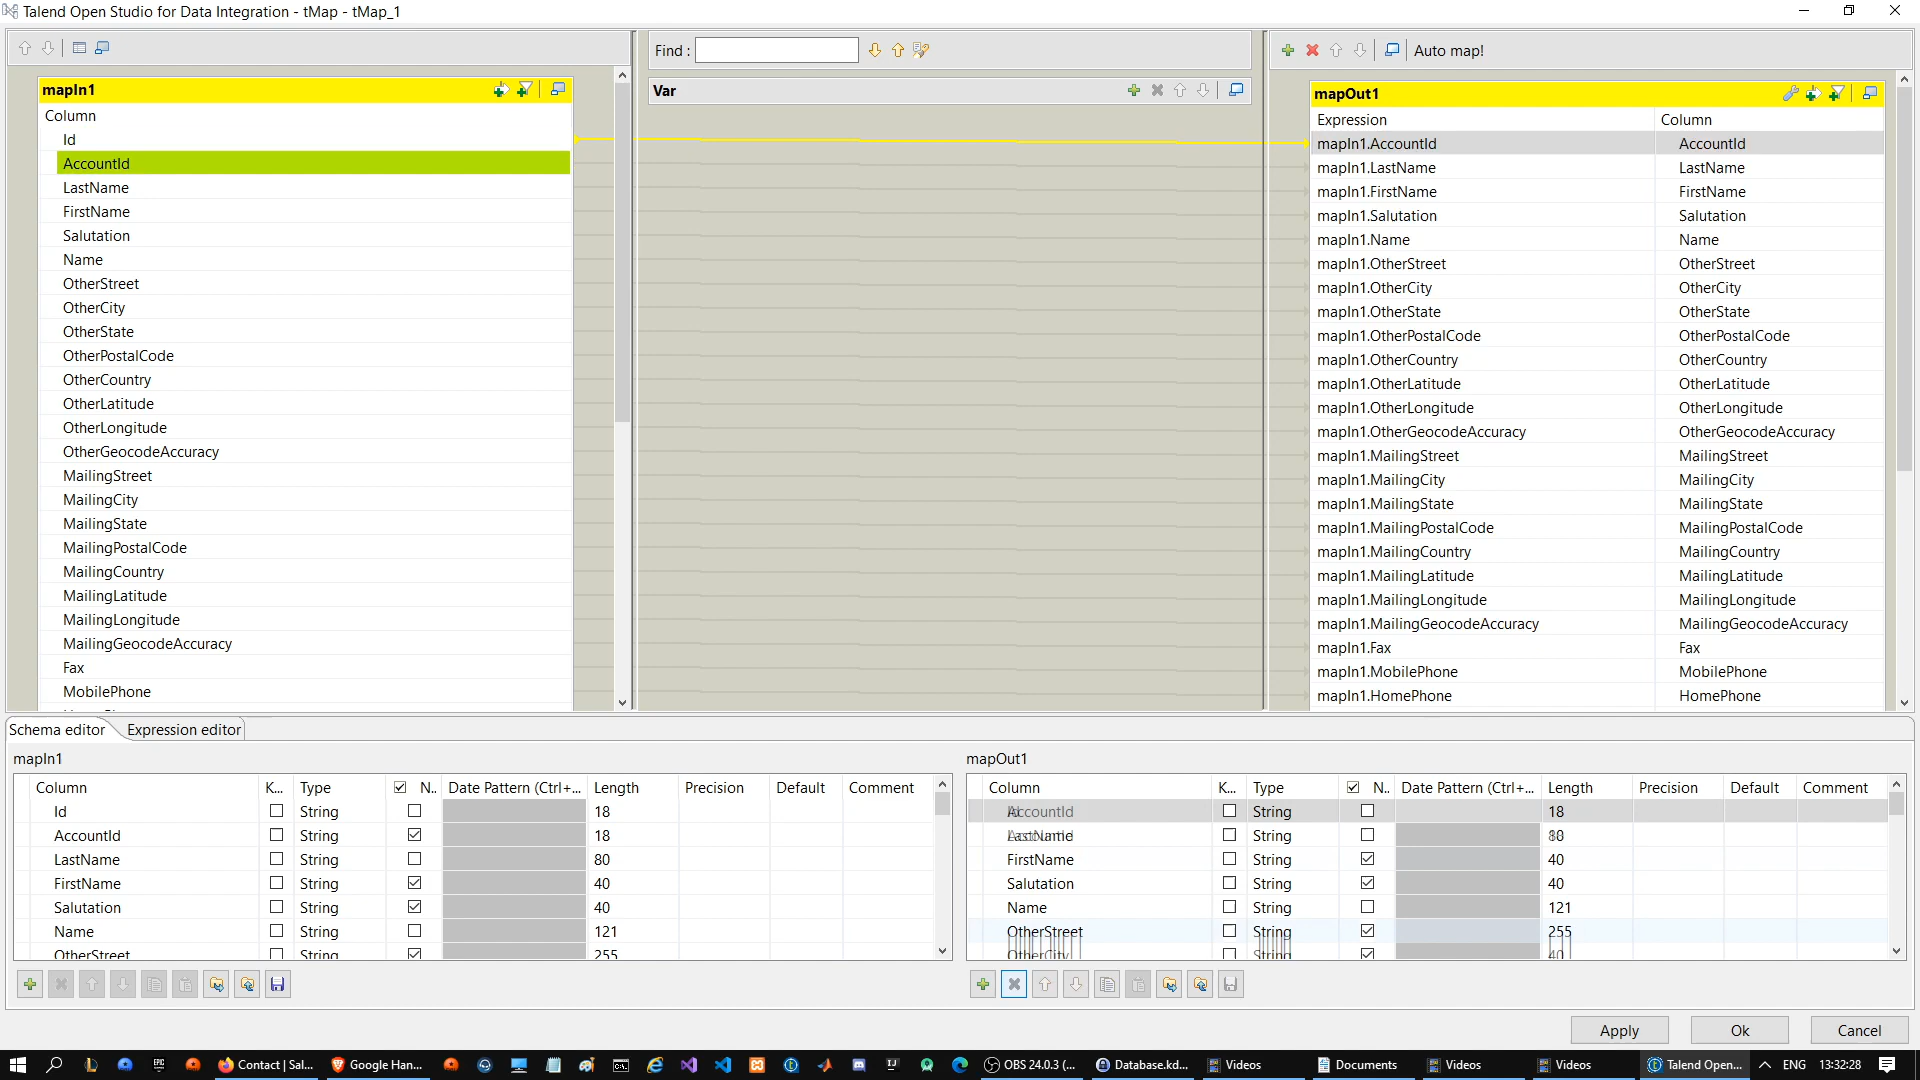 Talend Open Studio for Data Integration - tMap - tMap_1
Find :
Auto map!
mapIn1
Column
Id
AccountId
LastName
FirstName
Salutation
Name
OtherStreet
OtherCity
OtherState
OtherPostalCode
OtherCountry
OtherLatitude
OtherLongitude
OtherGeocodeAccuracy
MailingStreet
MailingCity
MailingState
MailingPostalCode
MailingCountry
MailingLatitude
MailingLongitude
MailingGeocodeAccuracy
Fax
MobilePhone
Var
mapOut1
Expression Column
mapIn1.AccountId AccountId
mapIn1.LastName LastName
mapIn1.FirstName FirstName
mapIn1.Salutation Salutation
mapIn1.Name Name
mapIn1.OtherStreet OtherStreet
mapIn1.OtherCity OtherCity
mapIn1.OtherState OtherState
mapIn1.OtherPostalCode OtherPostalCode
mapIn1.OtherCountry OtherCountry
mapIn1.OtherLatitude OtherLatitude
mapIn1.OtherLongitude OtherLongitude
mapIn1.OtherGeocodeAccuracy OtherGeocodeAccuracy
mapIn1.MailingStreet MailingStreet
mapIn1.MailingCity MailingCity
mapIn1.MailingState MailingState
mapIn1.MailingPostalCode MailingPostalCode
mapIn1.MailingCountry MailingCountry
mapIn1.MailingLatitude MailingLatitude
mapIn1.MailingLongitude MailingLongitude
mapIn1.MailingGeocodeAccuracy MailingGeocodeAccuracy
mapIn1.Fax Fax
mapIn1.MobilePhone MobilePhone
mapIn1.HomePhone HomePhone
Schema editor Expression editor
mapIn1
Column K... Type N.. Date Pattern (Ctrl+... Length Precision Default Comment
Id String 18
AccountId String 18
LastName String 80
FirstName String 40
Salutation String 40
Name String 121
OtherStreet String 255
mapOut1
Column K... Type N.. Date Pattern (Ctrl+... Length Precision Default Comment
AccountId String 18
LastName String 80
FirstName String 40
Salutation String 40
Name String 121
OtherStreet String 255
OtherCity String 40
Apply Ok Cancel
EPIC
Contact | Sal...
Google Han...
OBS 24.0.3 (...
Database.kd...
Videos
Documents
Videos
Videos
Talend Open...
ENG
13:32:28